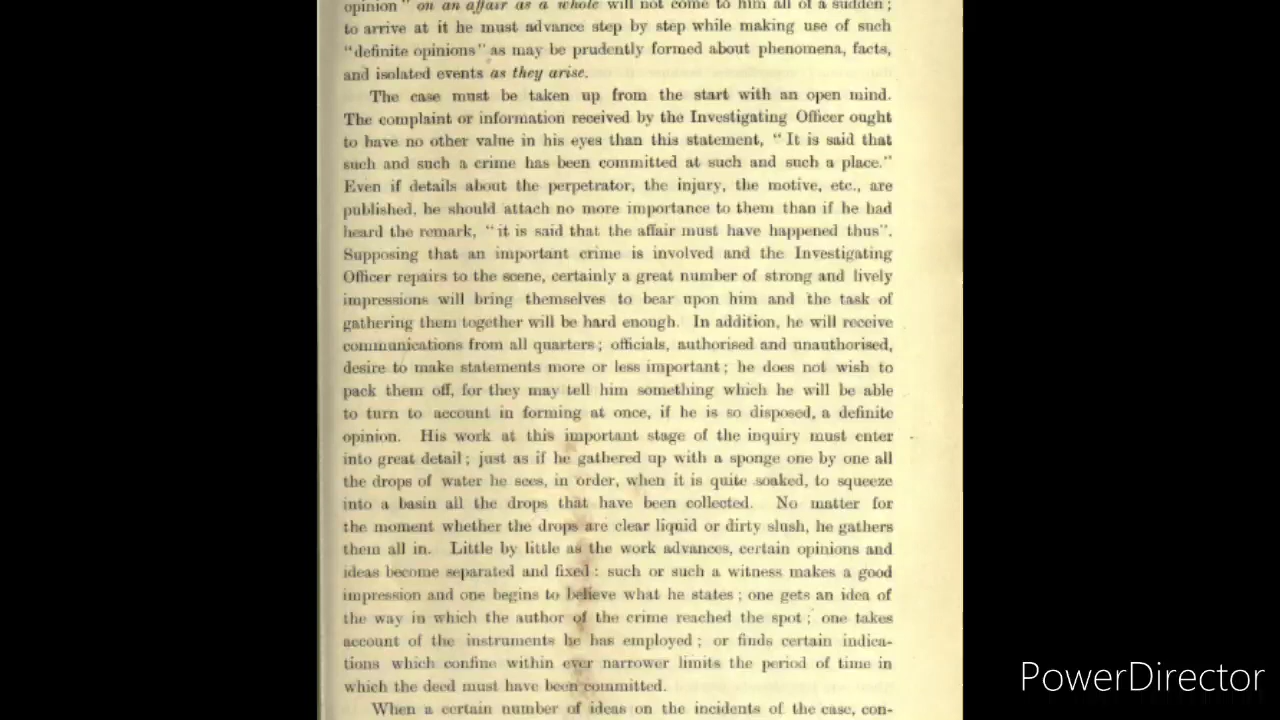 opinion" on an affair as a whole will not come to him all of a sudden;
to arrive at it he must advance step by step while making use of such
"definite opinions" as may be prudently formed about phenomena, facts,
and isolated events as they arise.
The case must be taken up from the start with an open mind.
The complaint or information received by the Investigating Officer ought
to have no other value in his eyes than this statement, "It is said that
such and such a crime has been committed at such and such a place."
Even if details about the perpetrator, the injury, the motive, etc., are
published, he should attach no more importance to them than if he had
heard the remark, "it is said that the affair must have happened thus".
Supposing that an important crime is involved and the Investigating
Officer repairs to the scene, certainly a great number of strong and lively
impressions will bring themselves to bear upon him and the task of
gathering them together will be hard enough. In addition, he will receive
communications from all quarters; officials, authorised and unauthorised,
desire to make statements more or less important; he does not wish to
pack them off, for they may tell him something which he will be able
to turn to account in forming at once, if he is so disposed, a definite
opinion. His work at this important stage of the inquiry must enter
into great detail; just as if he gathered up with a sponge one by one all
the drops of water he sees, in order, when it is quite soaked, to squeeze
into a basin all the drops that have been collected. No matter for
the moment whether the drops are clear liquid or dirty slush, he gathers
them all in. Little by little as the work advances, certain opinions and
ideas become separated and fixed: such or such a witness makes a good
impression and one begins to believe what he states; one gets an idea of
the way in which the author of the crime reached the spot; one takes
account of the instruments he has employed; or finds certain indica-
tions which confine within ever narrower limits the period of time in
which the deed must have been committed.
When a certain number of ideas on the incidents of the case, con-
PowerDirector